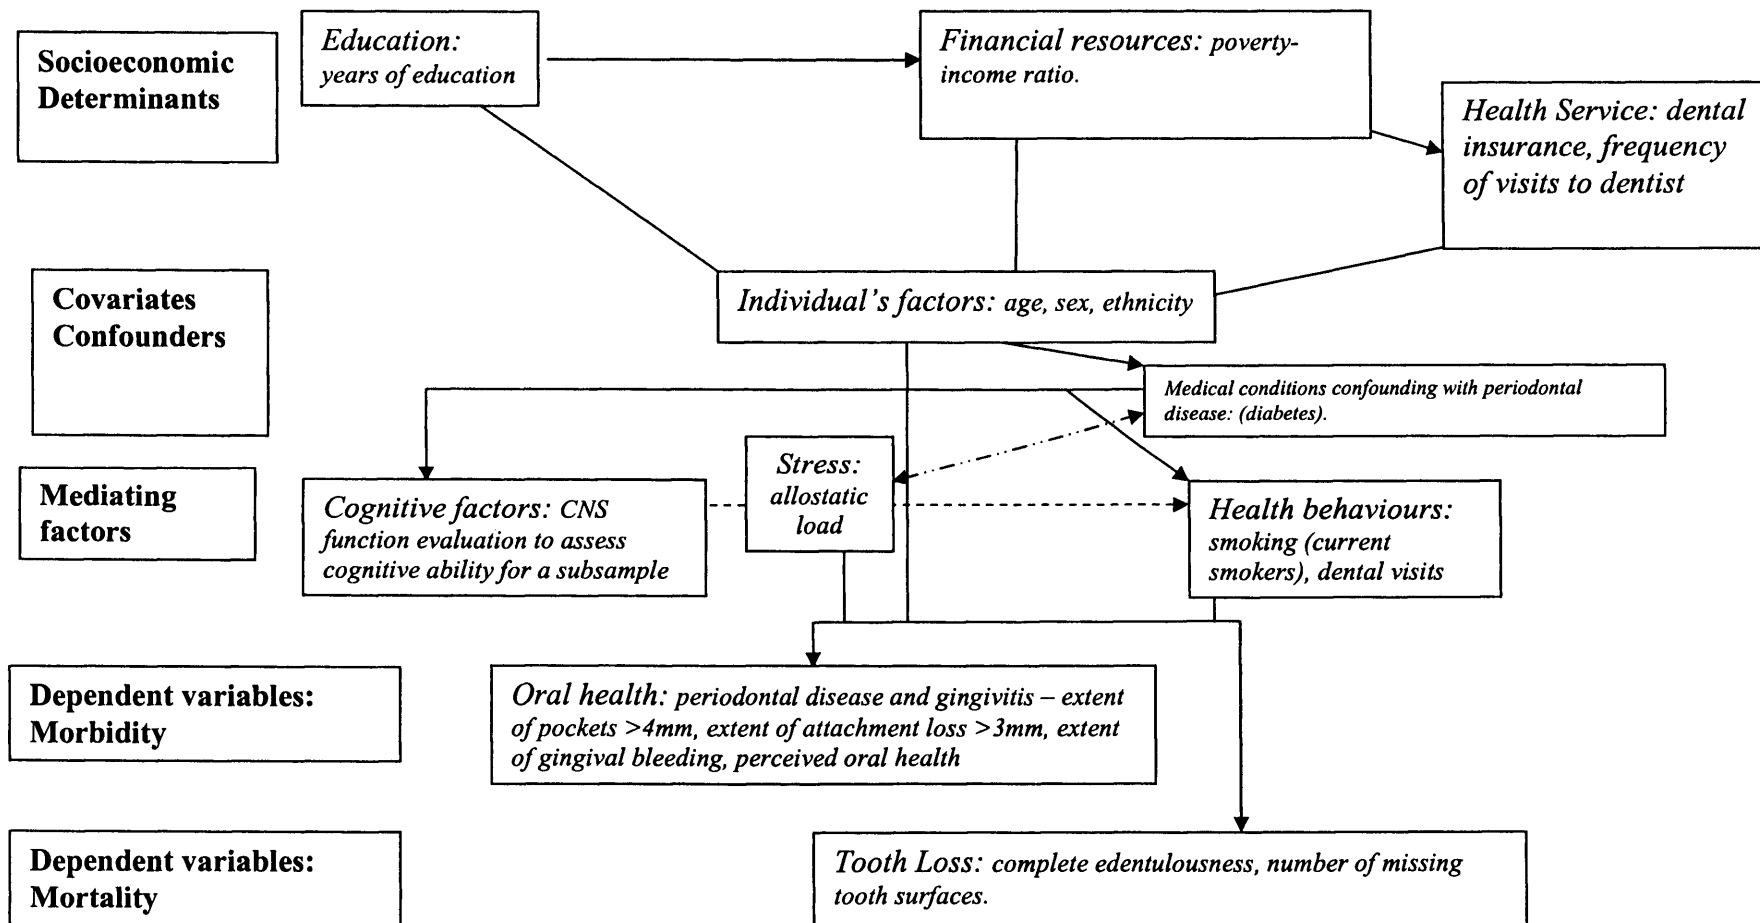 Socioeconomic
Determinants
Education:
years of education
Financial resources: poverty-
income ratio.
Health Service: dental
insurance, frequency
of visits to dentist
Covariates
Confounders
Individual's factors: age, sex, ethnicity
Medical conditions confounding with periodontal
disease: (diabetes).
Mediating
factors
Cognitive factors: CNS
function evaluation to assess
cognitive ability for a subsample
Stress:
allostatic
load
Health behaviours:
smoking (current
smokers), dental visits
Dependent variables:
Morbidity
Oral health: periodontal disease and gingivitis – extent
of pockets >4mm, extent of attachment loss >3mm, extent
of gingival bleeding, perceived oral health
Dependent variables:
Mortality
Tooth Loss: complete edentulousness, number of missing
tooth surfaces.